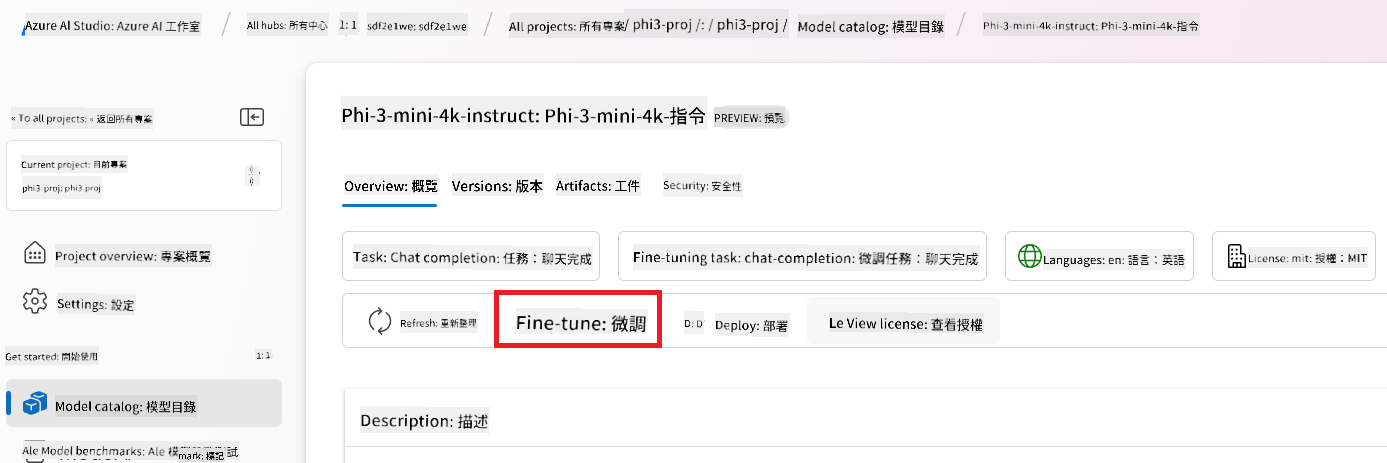 Azure AI Studio: Azure AI 工作室 / All hubs: 所有中心 1: 1 sdf2e1we: sdf2e1we / All projects: 所有專案/ phi3-proj /: / phi3-proj / Model catalog: 模型目錄 / Phi-3-mini-4k-instruct: Phi-3-mini-4k-指令
« To all projects: « 返回所有專案
Current project: 目前專案
phi3-proj: phi3 proj
Project overview: 專案概覽
Settings: 設定
Get started: 開始使用 1: 1
Model catalog: 模型目錄
Ale Model benchmarks: Ale 模 試
mark: 標記
Phi-3-mini-4k-instruct: Phi-3-mini-4k-指令 PREVIEW: 預覧
Overview: 概覽 Versions: 版本 Artifacts: 工件 Security: 安全性
Task: Chat completion: 任務：聊天完成 Fine-tuning task: chat-completion: 微調任務：聊天完成 Languages: en: 語言：英語 License: mit: 授權：MIT
Refresh: 重新整理 Fine-tune: 微調 D: D Deploy: 部署 Le View license: 查看授權
Description: 描述